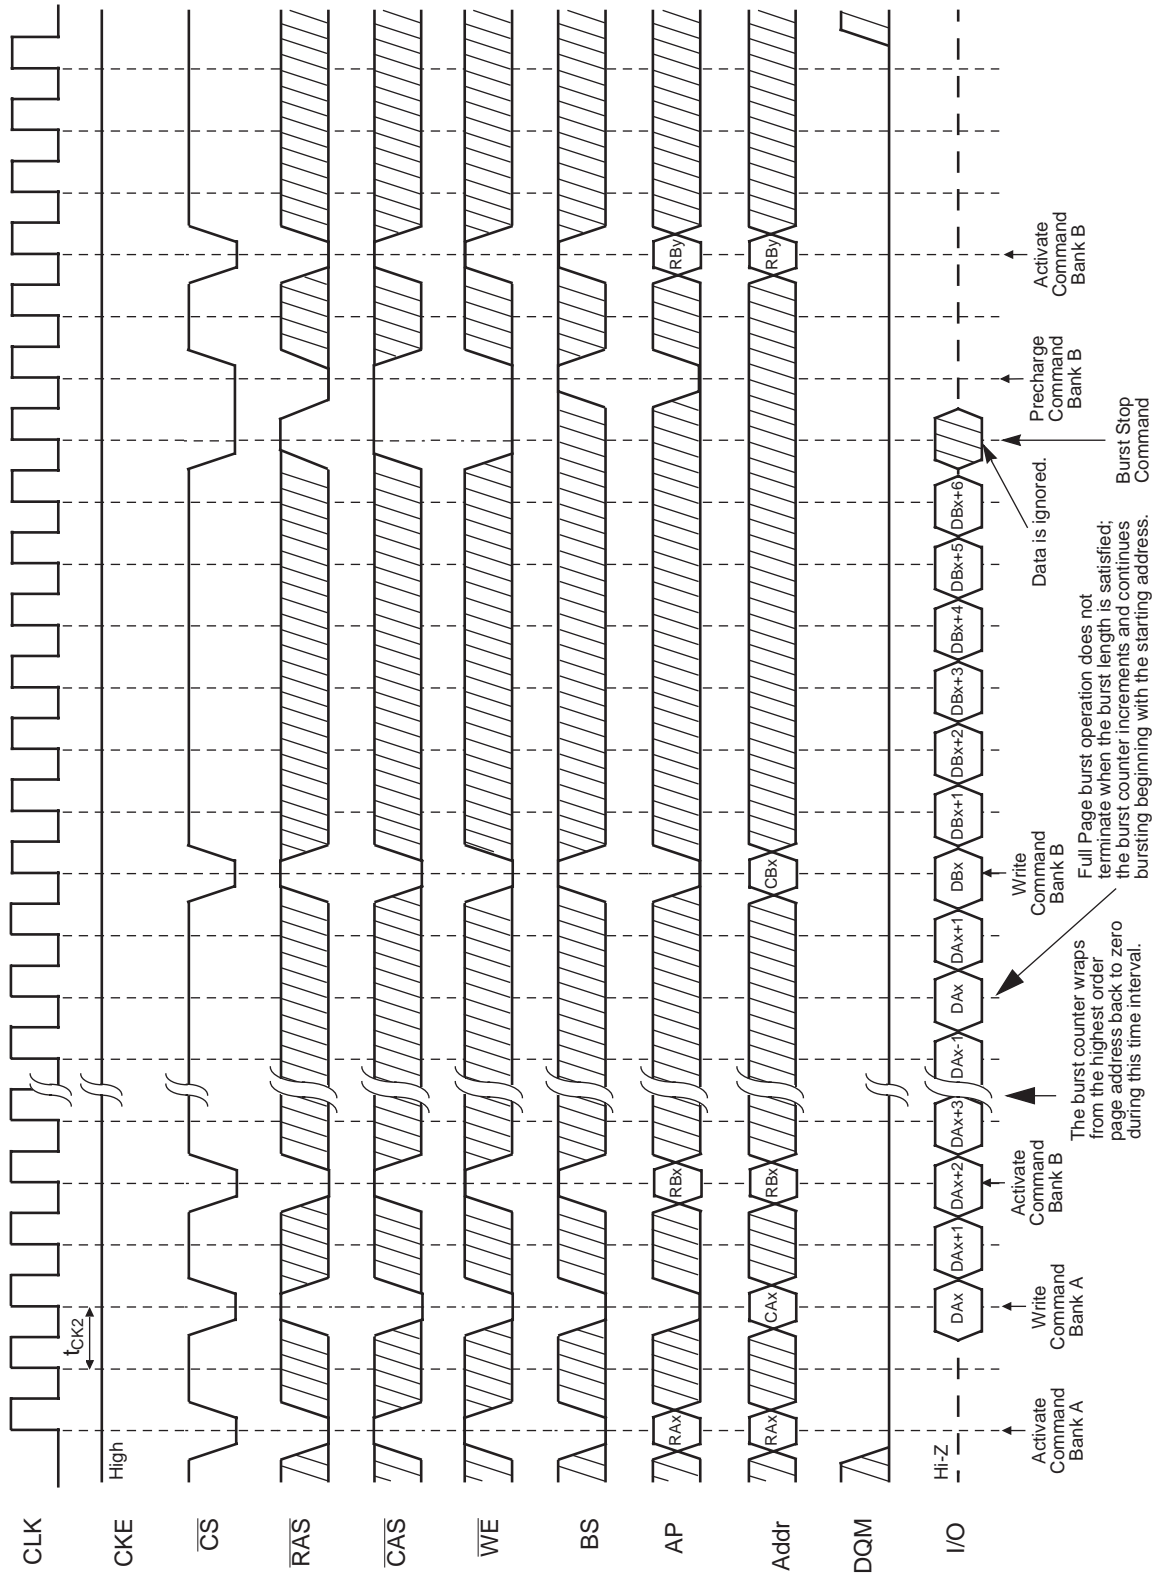 CLK
CKE
High
CS
RAS
CAS
WE
BS
AP
RAx
RBx
RBy
Addr
RAx
CAx
RBx
CBx
RBy
DQM
I/O
Hi-Z
DAx
DAx+1
DAx+2
DAx+3
DAx-1
DAx
DAx+1
DBx
DBx+1
DBx+2
DBx+3
DBx+4
DBx+5
DBx+6
tCK2
Activate
Command
Bank A
Write
Command
Bank A
Activate
Command
Bank B
The burst counter wraps
from the highest order
page address back to zero
during this time interval.
Write
Command
Bank B
Full Page burst operation does not
terminate when the burst length is satisfied;
the burst counter increments and continues
bursting beginning with the starting address.
Data is ignored.
Burst Stop
Command
Precharge
Command
Bank B
Activate
Command
Bank B